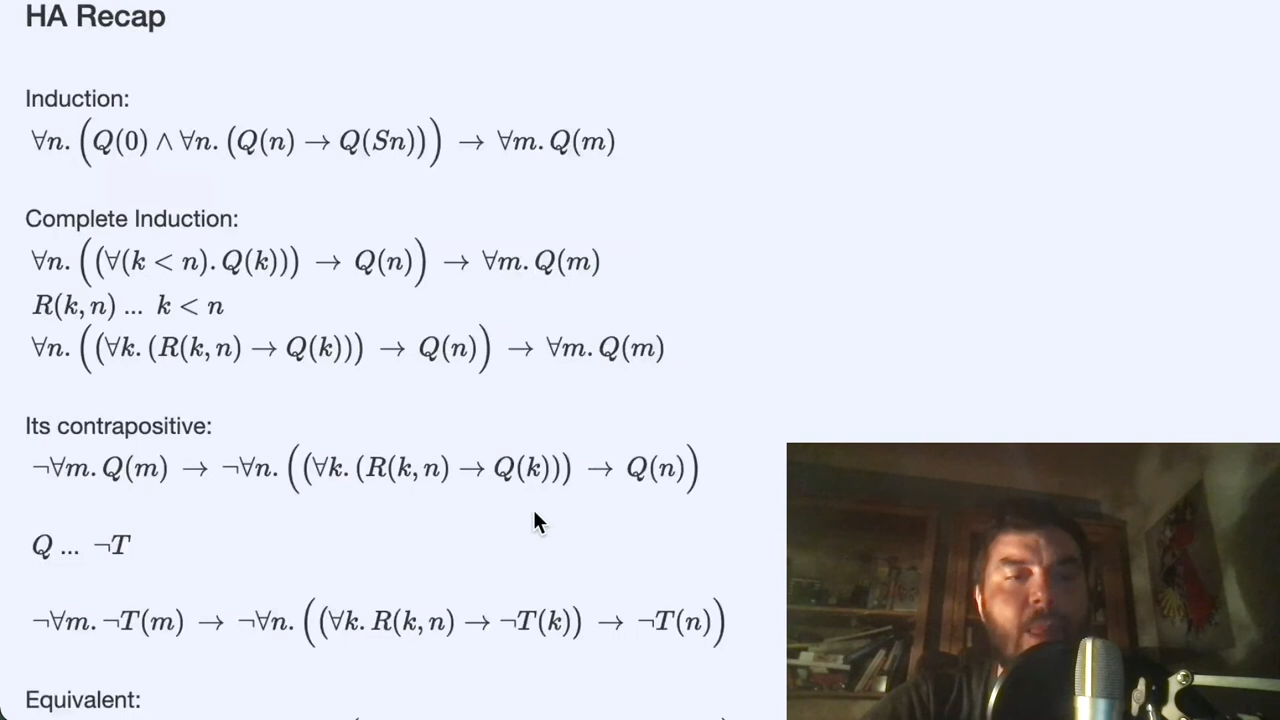 HA Recap
Induction:
∀n. (Q(0) ∧ ∀n. (Q(n) → Q(Sn))) → ∀m. Q(m)
Complete Induction:
∀n. ((∀(k < n). Q(k))) → Q(n)) → ∀m. Q(m)
R(k, n) ... k < n
∀n. ((∀k. (R(k, n) → Q(k))) → Q(n)) → ∀m. Q(m)
Its contrapositive:
¬∀m. Q(m) → ¬∀n. ((∀k. (R(k, n) → Q(k))) → Q(n))
Q ... ¬T
¬∀m. ¬T(m) → ¬∀n. ((∀k. R(k, n) → ¬T(k)) → ¬T(n))
Equivalent: